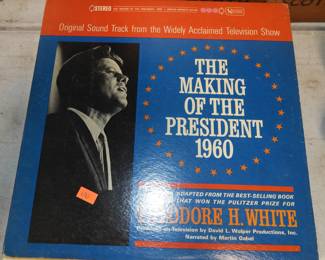 STEREO
Original Sound Track from the Widely Acclaimed Television Show
THE
MAKING
OF THE
PRESIDENT
1960
ADAPTED FROM THE BEST-SELLING BOOK
THAT WON THE PULITZER PRIZE FOR
THEODORE H. WHITE
on Television by David L. Wolper Productions, Inc.
Narrated by Martin Gabel